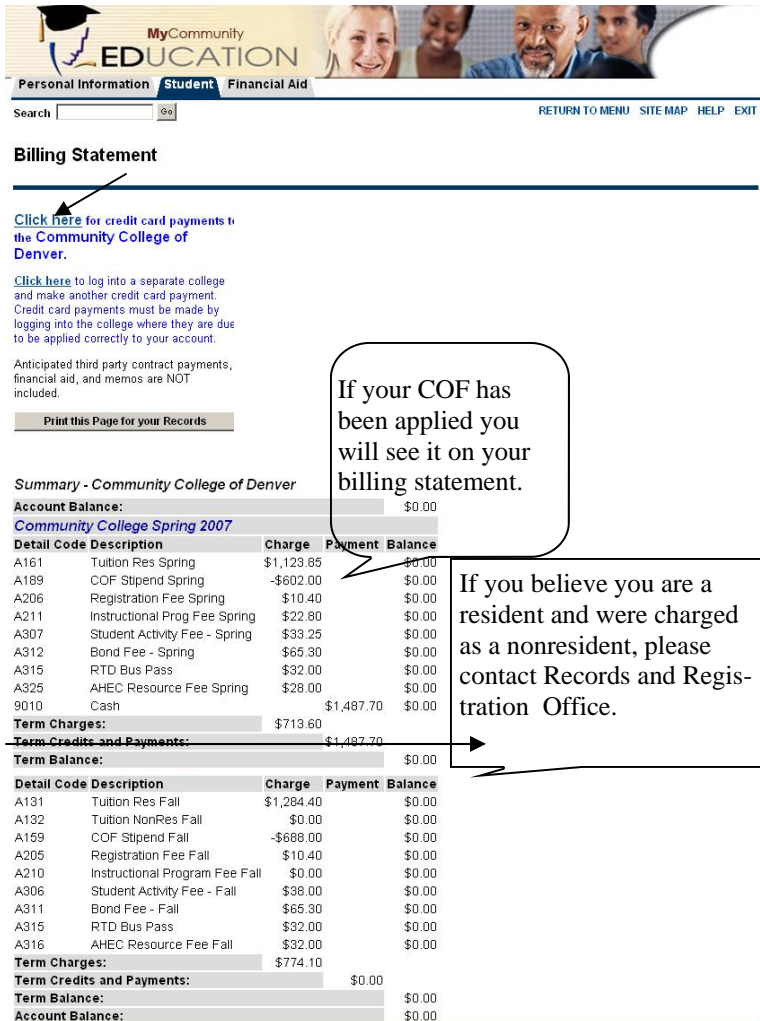 MyCommunity
EDUCATION
Personal Information Student Financial Aid
Search Go RETURN TO MENU SITE MAP HELP EXIT
Billing Statement
Click here for credit card payments to
the Community College of
Denver.
Click here to log into a separate college
and make another credit card payment.
Credit card payments must be made by
logging into the college where they are due
to be applied correctly to your account.
Anticipated third party contract payments,
financial aid, and memos are NOT
included.
Print this Page for your Records
If your COF has
been applied you
will see it on your
billing statement.
Summary - Community College of Denver
Account Balance: $0.00
Community College Spring 2007
Detail Code Description Charge Payment Balance
A161 Tuition Res Spring $1,123.85 $0.00
A189 COF Stipend Spring -$602.00 $0.00
A206 Registration Fee Spring $10.40 $0.00
A211 Instructional Prog Fee Spring $22.80 $0.00
A307 Student Activity Fee - Spring $33.25 $0.00
A312 Bond Fee - Spring $65.30 $0.00
A315 RTD Bus Pass $32.00 $0.00
A325 AHEC Resource Fee Spring $28.00 $0.00
9010 Cash $1,487.70 $0.00
Term Charges: $713.60
Term Credits and Payments: $1,487.70
Term Balance: $0.00
If you believe you are a
resident and were charged
as a nonresident, please
contact Records and Regis-
tration Office.
Detail Code Description Charge Payment Balance
A131 Tuition Res Fall $1,284.40 $0.00
A132 Tuition NonRes Fall $0.00 $0.00
A159 COF Stipend Fall -$688.00 $0.00
A205 Registration Fee Fall $10.40 $0.00
A210 Instructional Program Fee Fall $0.00 $0.00
A306 Student Activity Fee - Fall $38.00 $0.00
A311 Bond Fee - Fall $65.30 $0.00
A315 RTD Bus Pass $32.00 $0.00
A316 AHEC Resource Fee Fall $32.00 $0.00
Term Charges: $774.10
Term Credits and Payments: $0.00
Term Balance: $0.00
Account Balance: $0.00